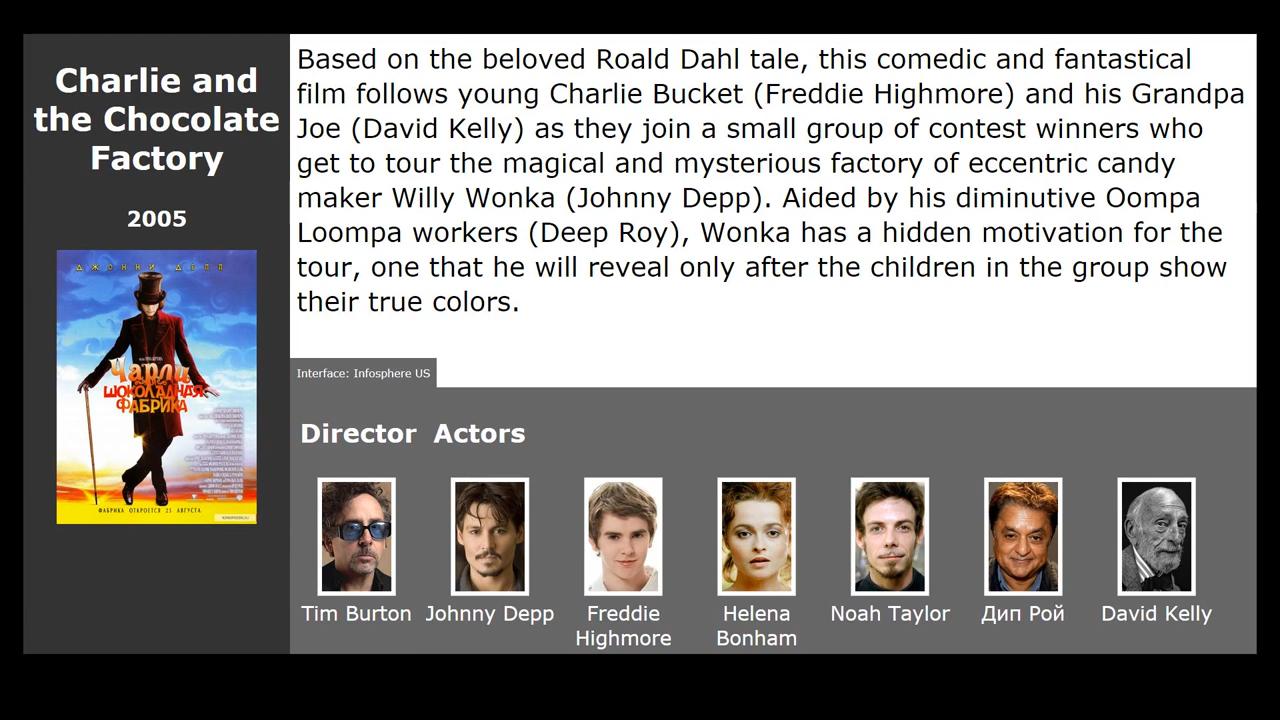 Charlie and
the Chocolate
Factory
2005
ДЖОННИ ДЕПП
Чарли
ШОКОЛАДНАЯ
ФАБРИКА
ФАБРИКА ОТКРОЕТСЯ 25 АВГУСТА
Based on the beloved Roald Dahl tale, this comedic and fantastical
film follows young Charlie Bucket (Freddie Highmore) and his Grandpa
Joe (David Kelly) as they join a small group of contest winners who
get to tour the magical and mysterious factory of eccentric candy
maker Willy Wonka (Johnny Depp). Aided by his diminutive Oompa
Loompa workers (Deep Roy), Wonka has a hidden motivation for the
tour, one that he will reveal only after the children in the group show
their true colors.
Interface: Infosphere US
Director Actors
Tim Burton Johnny Depp Freddie Helena Noah Taylor Дип Рой David Kelly
Highmore Bonham